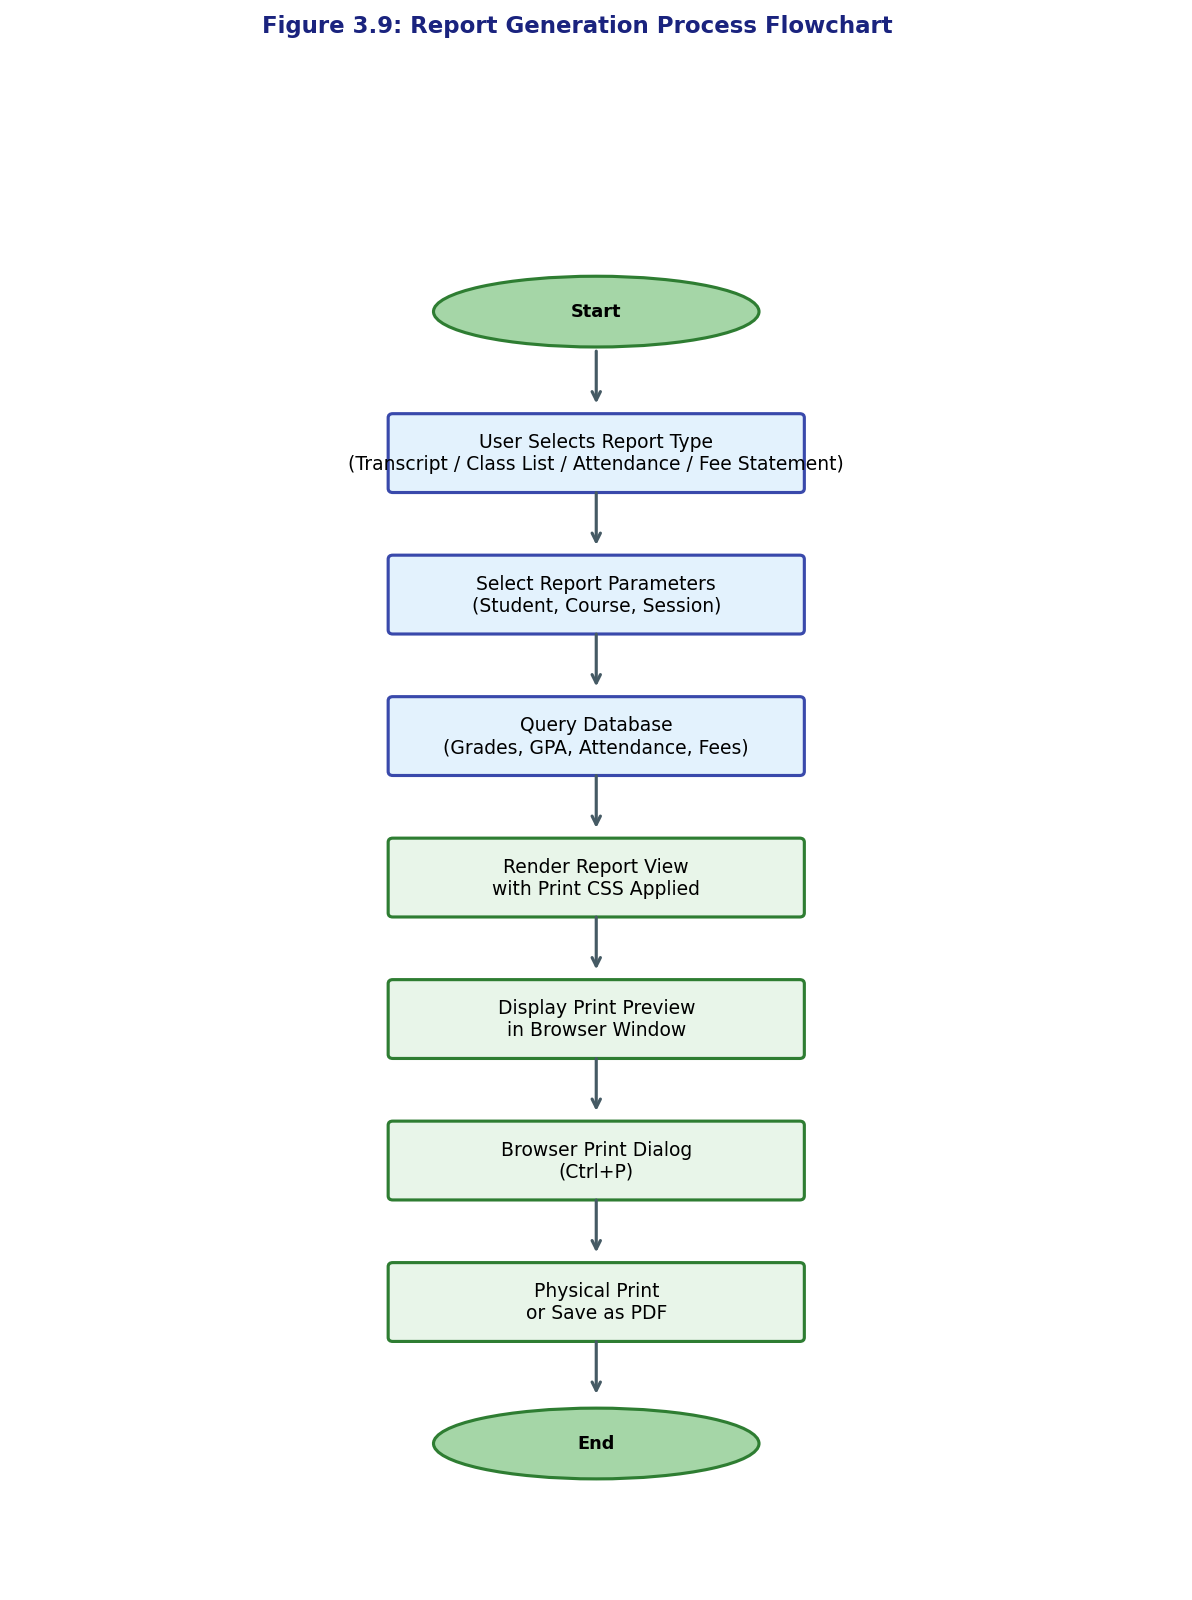 Figure 3.9: Report Generation Process Flowchart
Start
User Selects Report Type
(Transcript / Class List / Attendance / Fee Statement)
Select Report Parameters
(Student, Course, Session)
Query Database
(Grades, GPA, Attendance, Fees)
Render Report View
with Print CSS Applied
Display Print Preview
in Browser Window
Browser Print Dialog
(Ctrl+P)
Physical Print
or Save as PDF
End